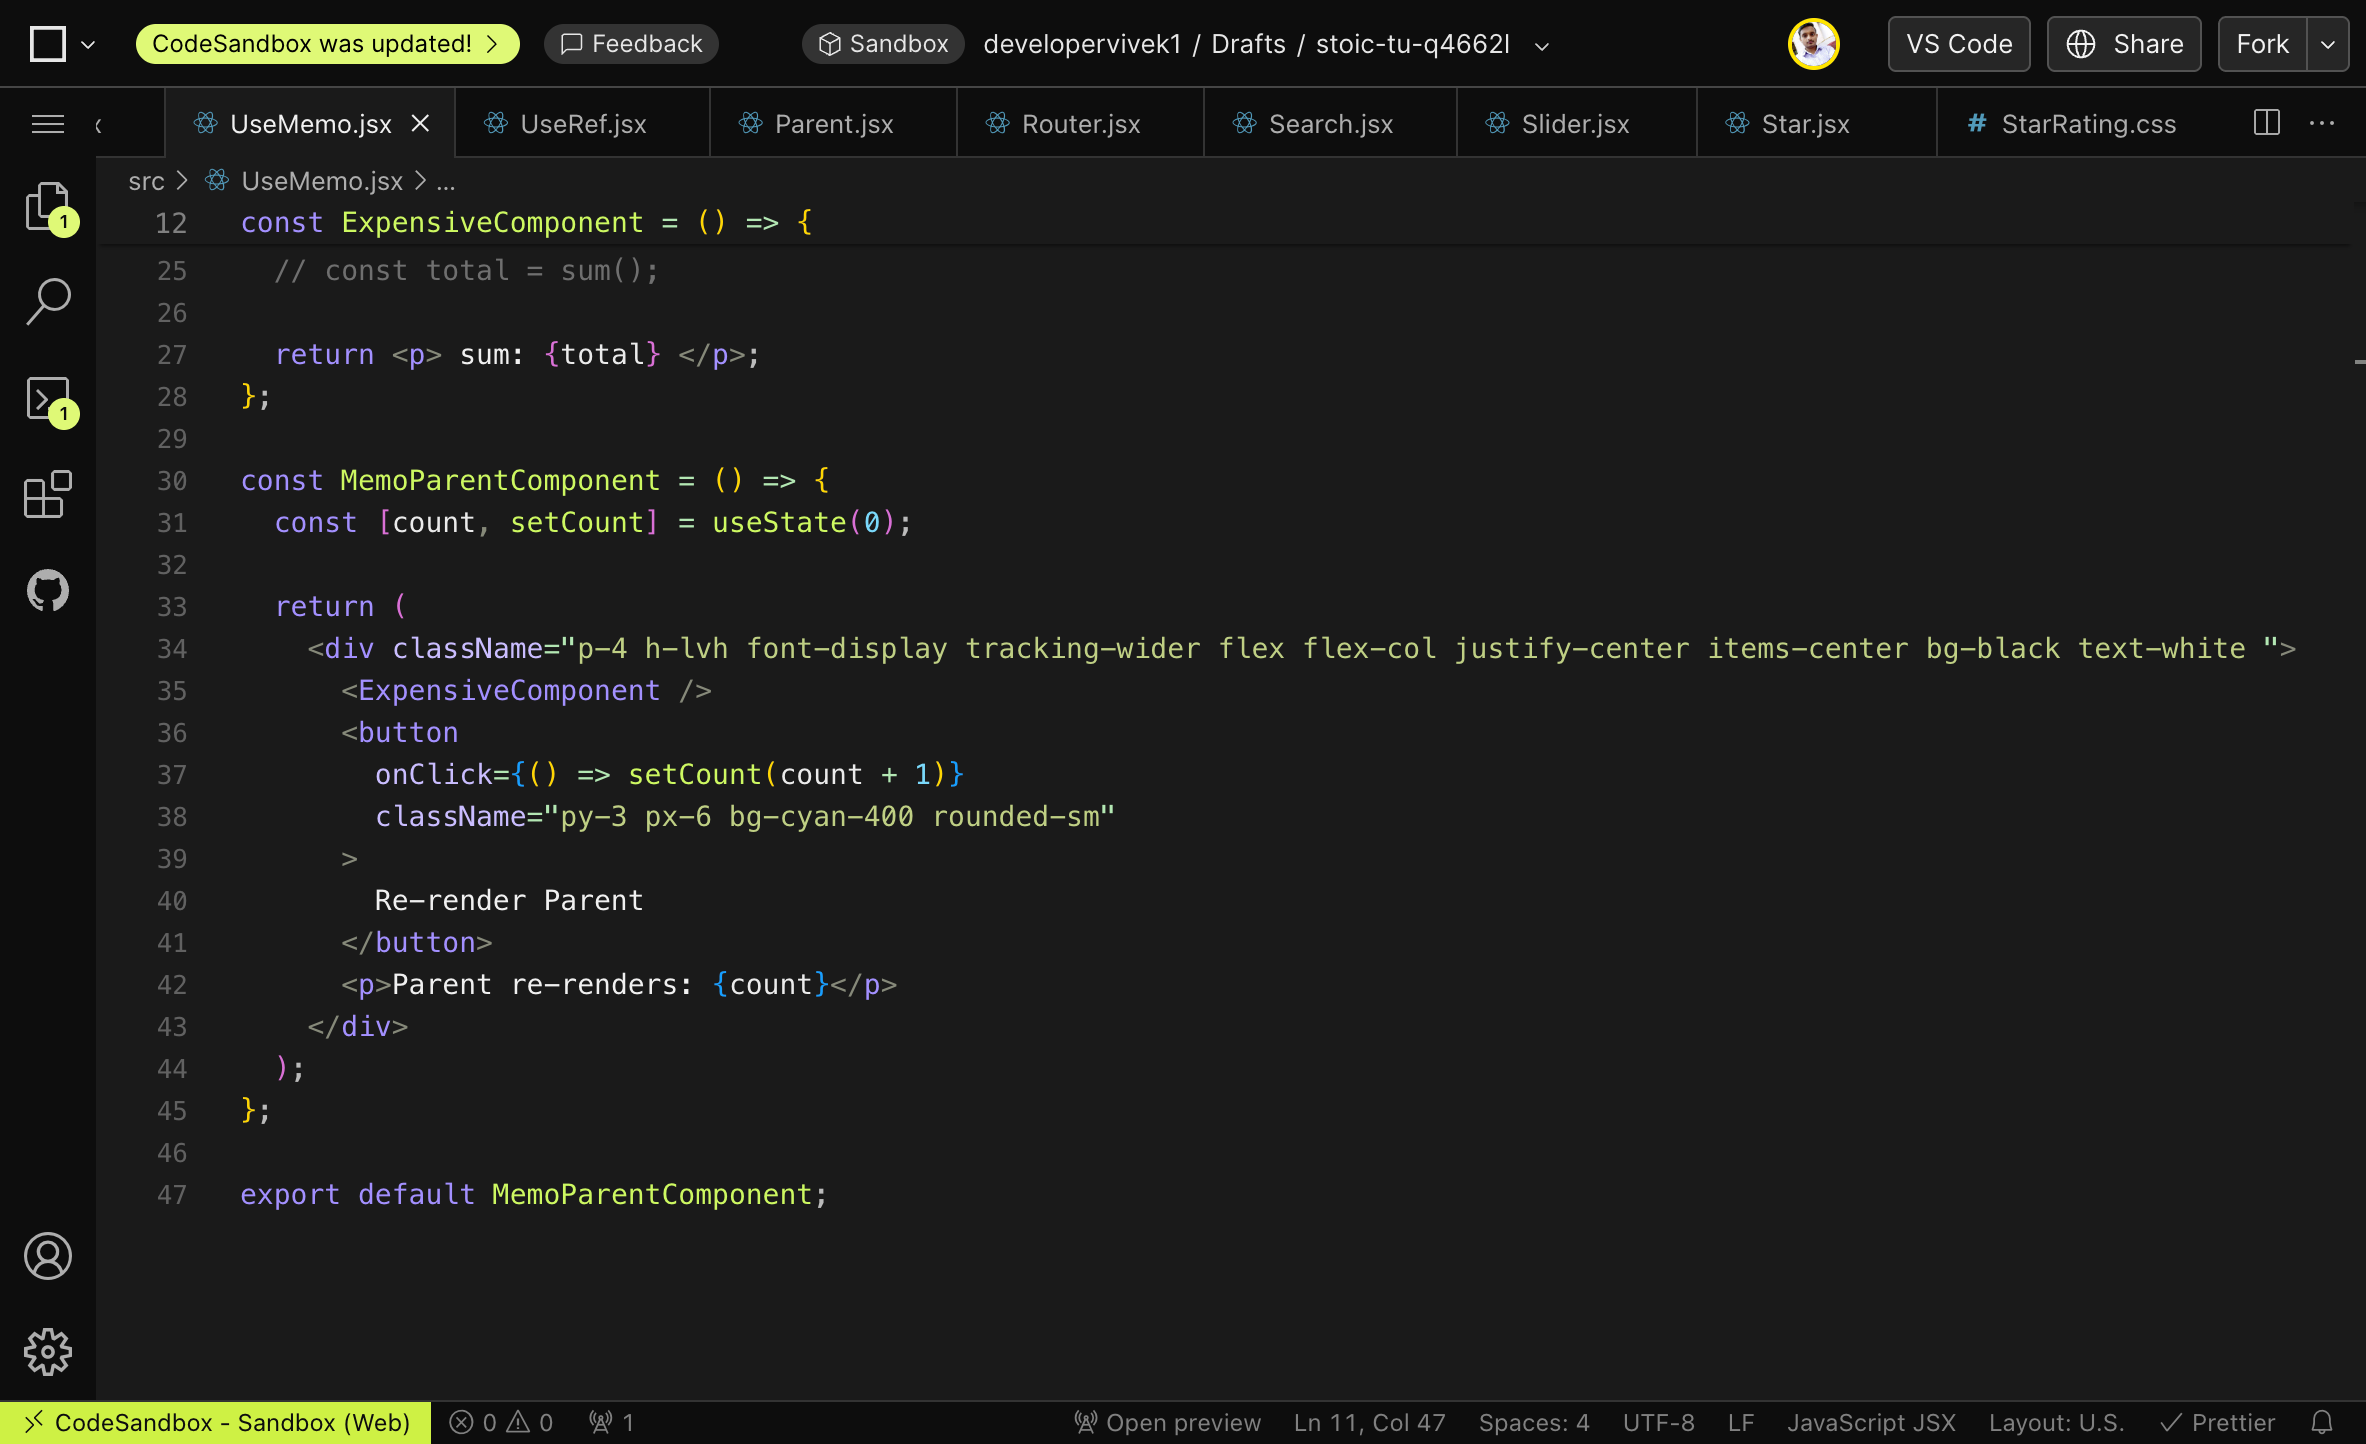 CodeSandbox was updated! >
Feedback
Sandbox
developervivek1 / Drafts / stoic-tu-q4662l
VS Code
Share
Fork
UseMemo.jsx
UseRef.jsx
Parent.jsx
Router.jsx
Search.jsx
Slider.jsx
Star.jsx
# StarRating.css
src > UseMemo.jsx > ...
12 const ExpensiveComponent = () => {
25 // const total = sum();
26
27 return <p> sum: {total} </p>;
28 };
29
30 const MemoParentComponent = () => {
31 const [count, setCount] = useState(0);
32
33 return (
34 <div className="p-4 h-lvh font-display tracking-wider flex flex-col justify-center items-center bg-black text-white ">
35 <ExpensiveComponent />
36 <button
37 onClick={() => setCount(count + 1)}
38 className="py-3 px-6 bg-cyan-400 rounded-sm"
39 >
40 Re-render Parent
41 </button>
42 <p>Parent re-renders: {count}</p>
43 </div>
44 );
45 };
46
47 export default MemoParentComponent;
1
1
CodeSandbox - Sandbox (Web)
0
0
1
Open preview
Ln 11, Col 47
Spaces: 4
UTF-8
LF
JavaScript JSX
Layout: U.S.
Prettier